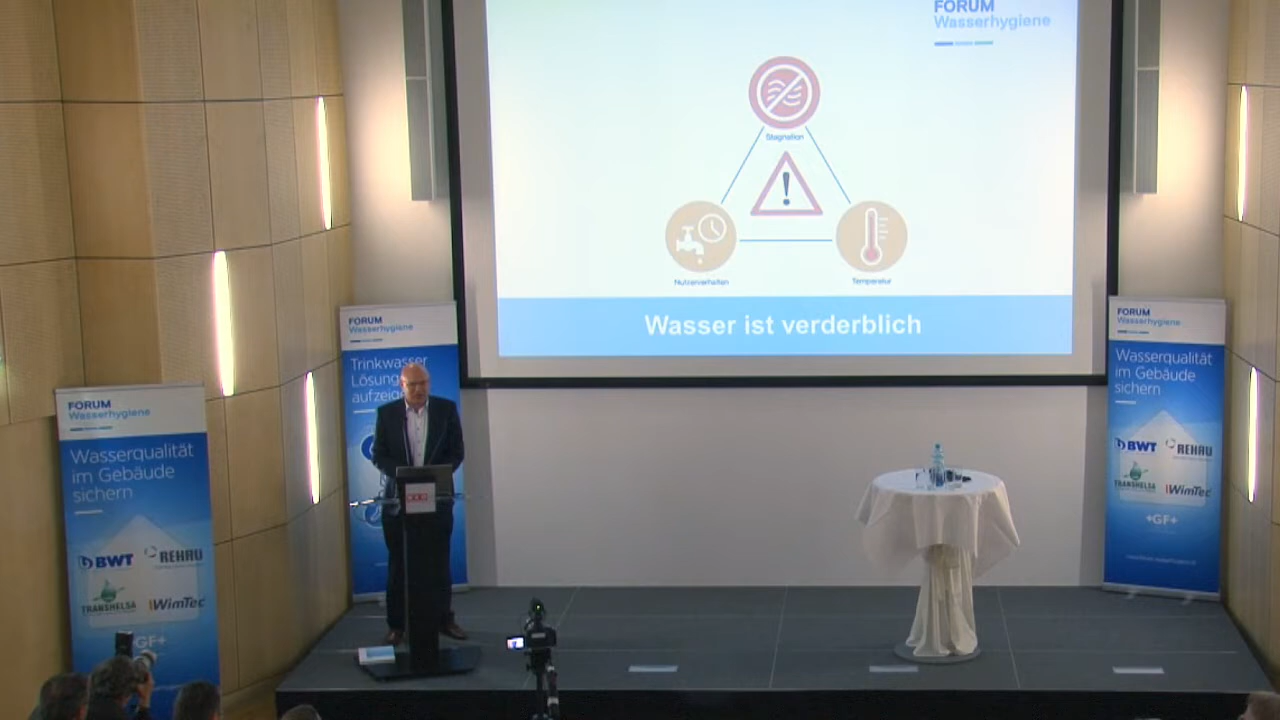 FORUM
Wasserhygiene
Stagnation
Nutzerverhalten
Temperatur
Wasser ist verderblich
FORUM
Wasserhygiene
Trinkwasser
Lösung
aufzeige
FORUM
Wasserhygiene
Wasserqualität
im Gebäude
sichern
BWT
REHAU
TRANSHELSA
WimTec
GF+
FORUM
Wasserhygiene
Wasserqualität
im Gebäude
sichern
BWT
REHAU
TRANSHELSA
WimTec
+GF+